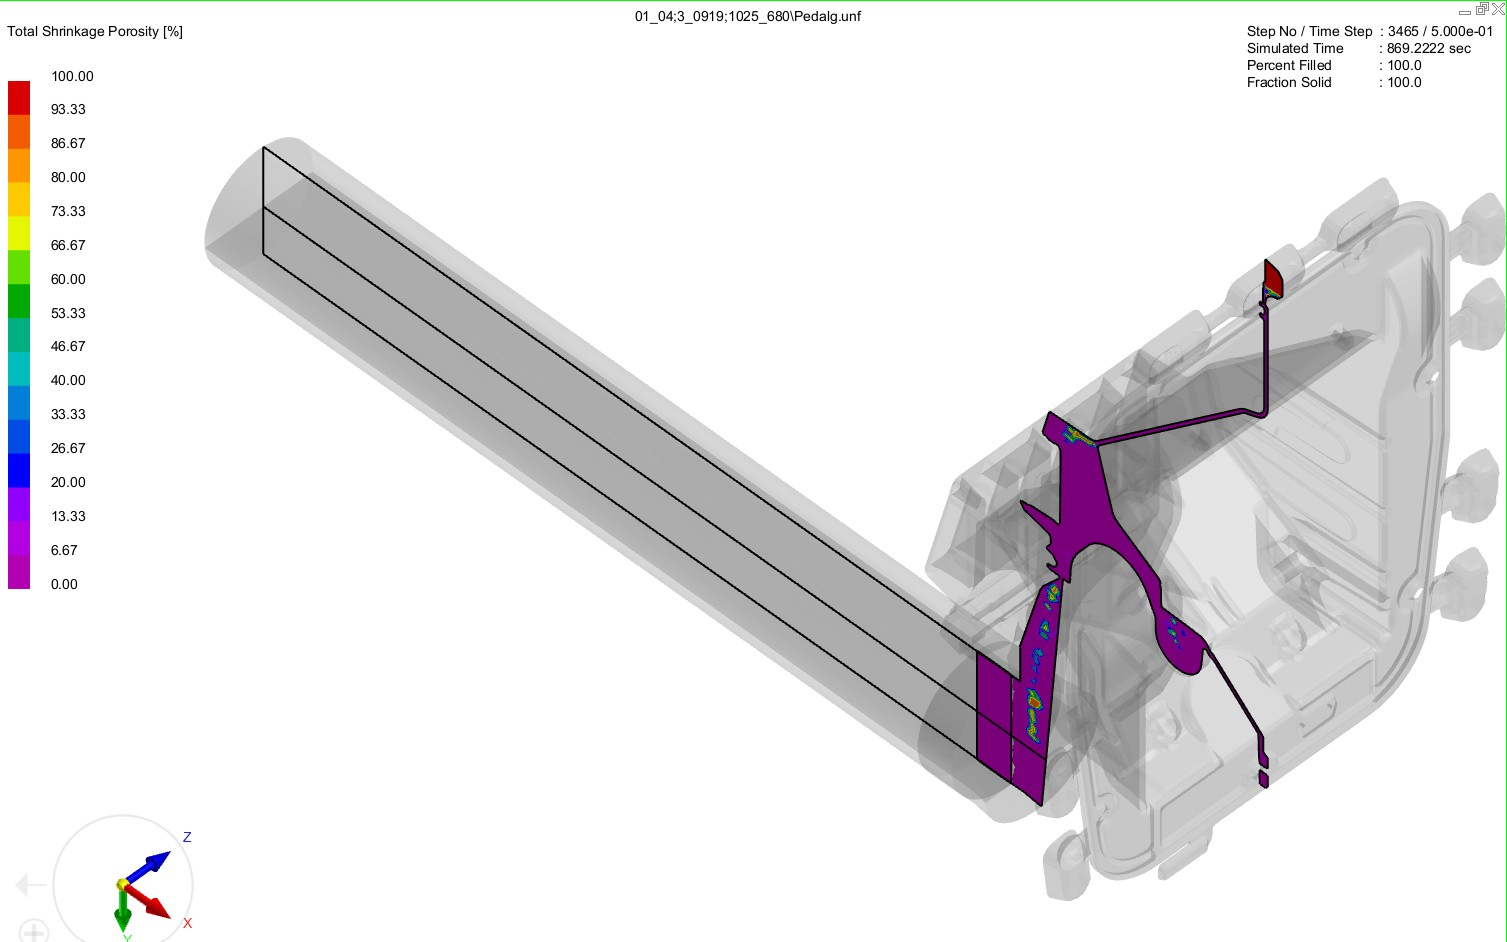 01_04;3_0919;1025_680\Pedalg.unf
Total Shrinkage Porosity [%]
Step No / Time Step : 3465 / 5.000e-01
Simulated Time : 869.2222 sec
Percent Filled : 100.0
Fraction Solid : 100.0
100.00
93.33
86.67
80.00
73.33
66.67
60.00
53.33
46.67
40.00
33.33
26.67
20.00
13.33
6.67
0.00
Z
X
Y